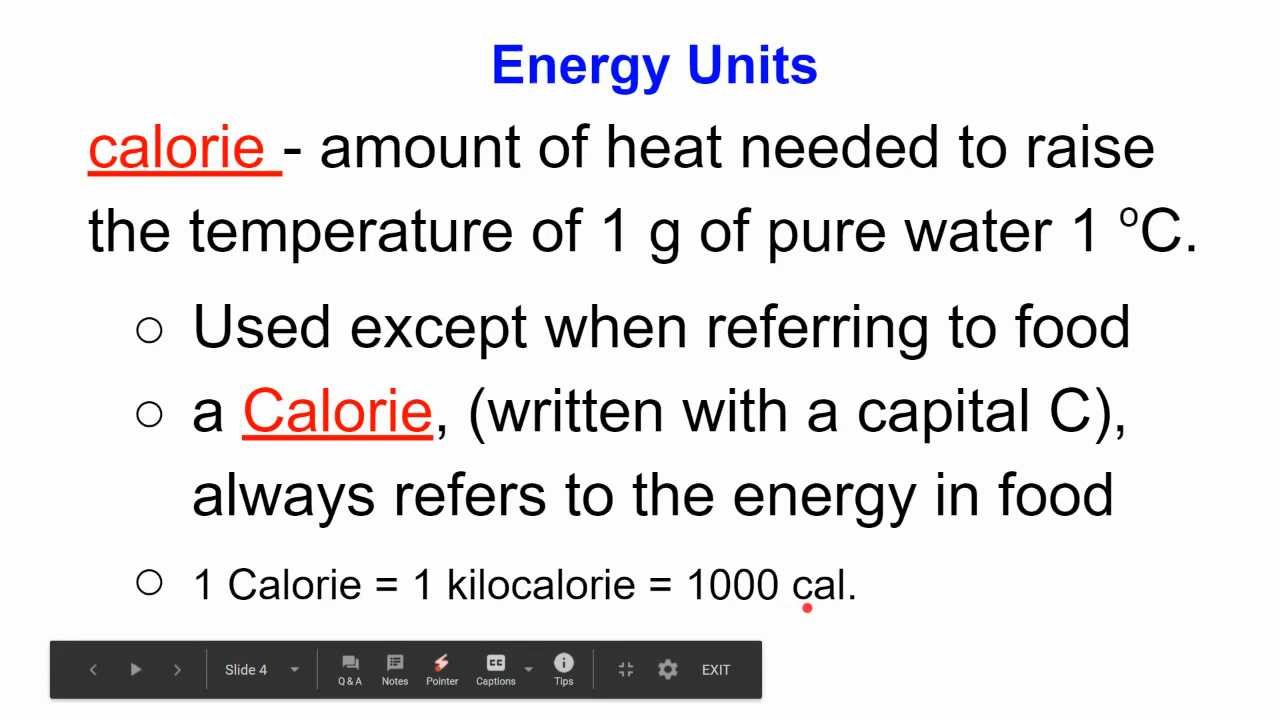 Energy Units
calorie - amount of heat needed to raise
the temperature of 1 g of pure water 1 ºC.
○ Used except when referring to food
○ a Calorie, (written with a capital C),
always refers to the energy in food
○ 1 Calorie = 1 kilocalorie = 1000 cal.
Slide 4 Q & A Notes Pointer CC Captions Tips EXIT